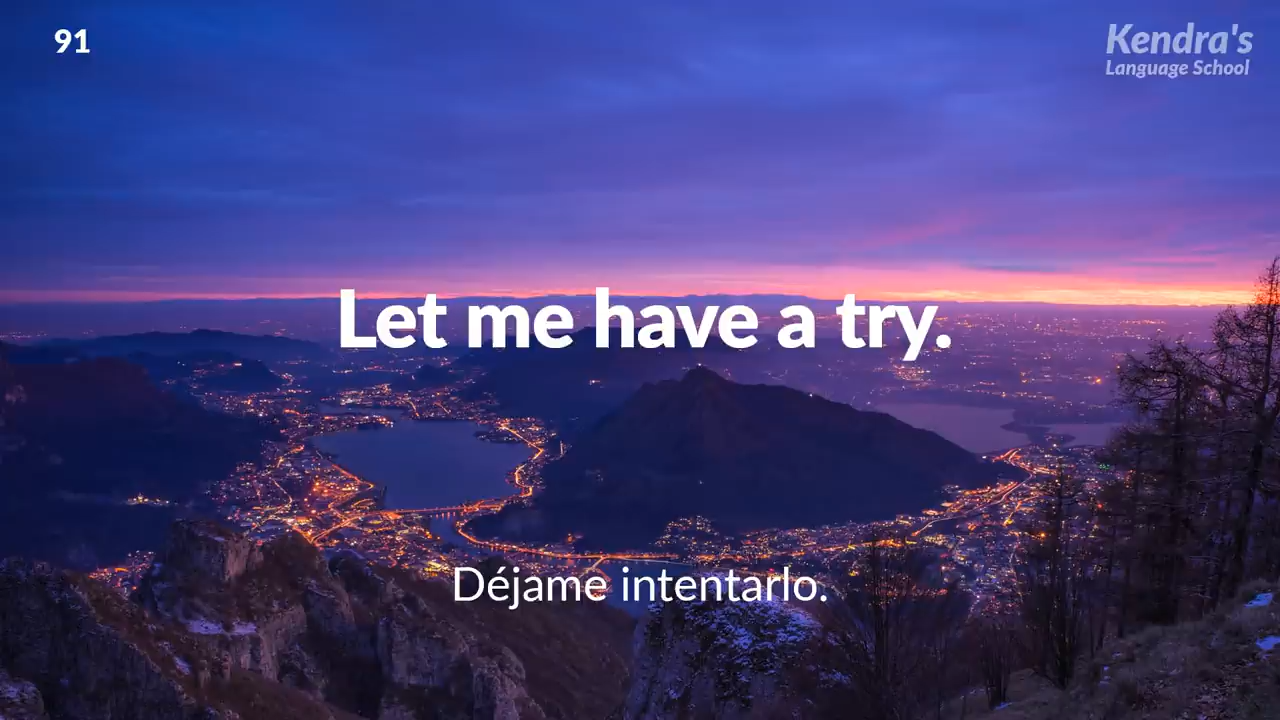 91
Kendra's
Language School
Let me have a try.
Déjame intentarlo.